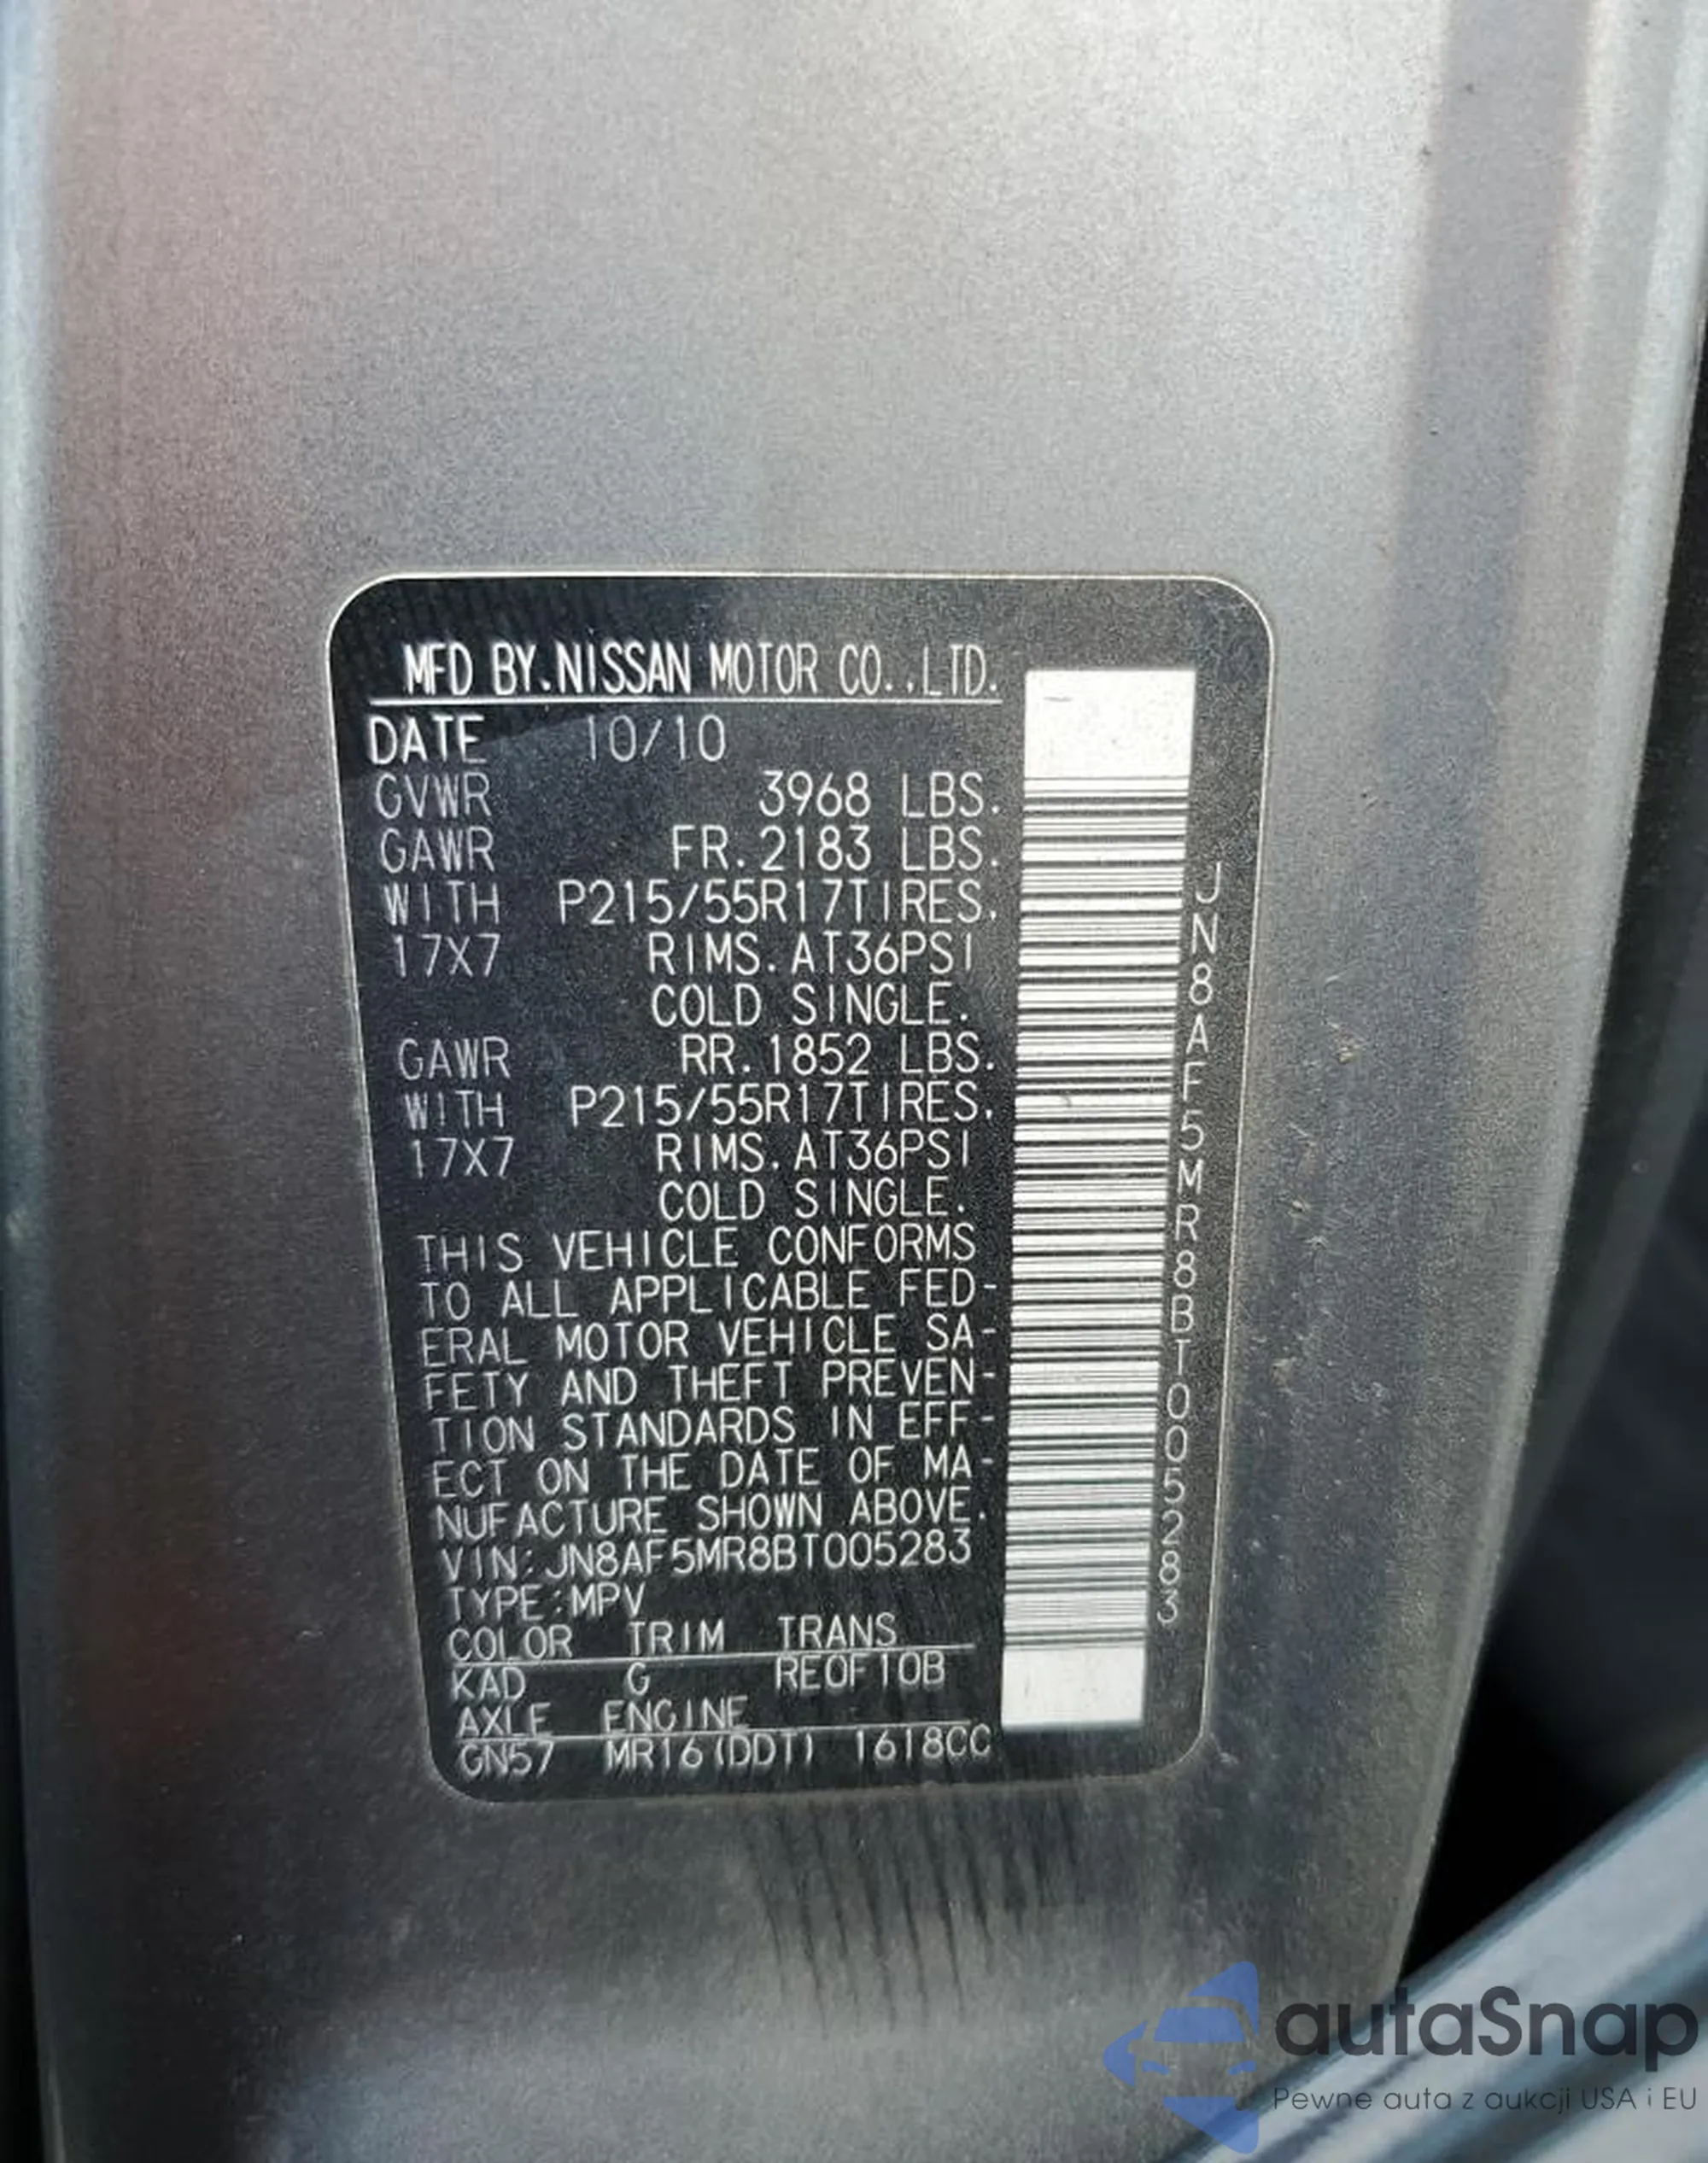 MFD BY.NISSAN MOTOR CO.,LTD.
DATE 10/10
GVWR 3968 LBS.
GAWR FR.2183 LBS.
WITH P215/55R17TIRES.
17X7 RIMS.AT36PSI
COLD SINGLE.
GAWR RR.1852 LBS.
WITH P215/55R17TIRES.
17X7 RIMS.AT36PSI
COLD SINGLE.
THIS VEHICLE CONFORMS
TO ALL APPLICABLE FED-
ERAL MOTOR VEHICLE SA-
FETY AND THEFT PREVEN-
TION STANDARDS IN EFF-
ECT ON THE DATE OF MA-
NUFACTURE SHOWN ABOVE.
VIN:JN8AF5MR8BT005283
TYPE:MPV
COLOR TRIM TRANS
KAD G RE0F10B
AXLE ENGINE
GN57 MR16(DDT) 1618CC
JN8AF5MR8BT005283
autaSnap
Pewne auta z aukcji USA i EU